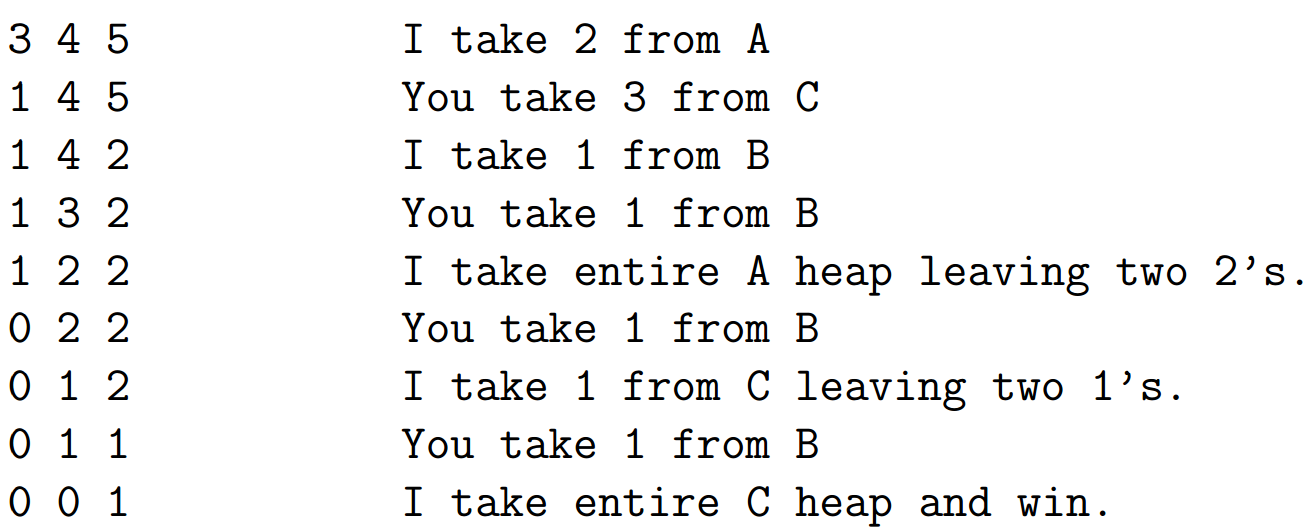 3 4 5 I take 2 from A
1 4 5 You take 3 from C
1 4 2 I take 1 from B
1 3 2 You take 1 from B
1 2 2 I take entire A heap leaving two 2's.
0 2 2 You take 1 from B
0 1 2 I take 1 from C leaving two 1's.
0 1 1 You take 1 from B
0 0 1 I take entire C heap and win.